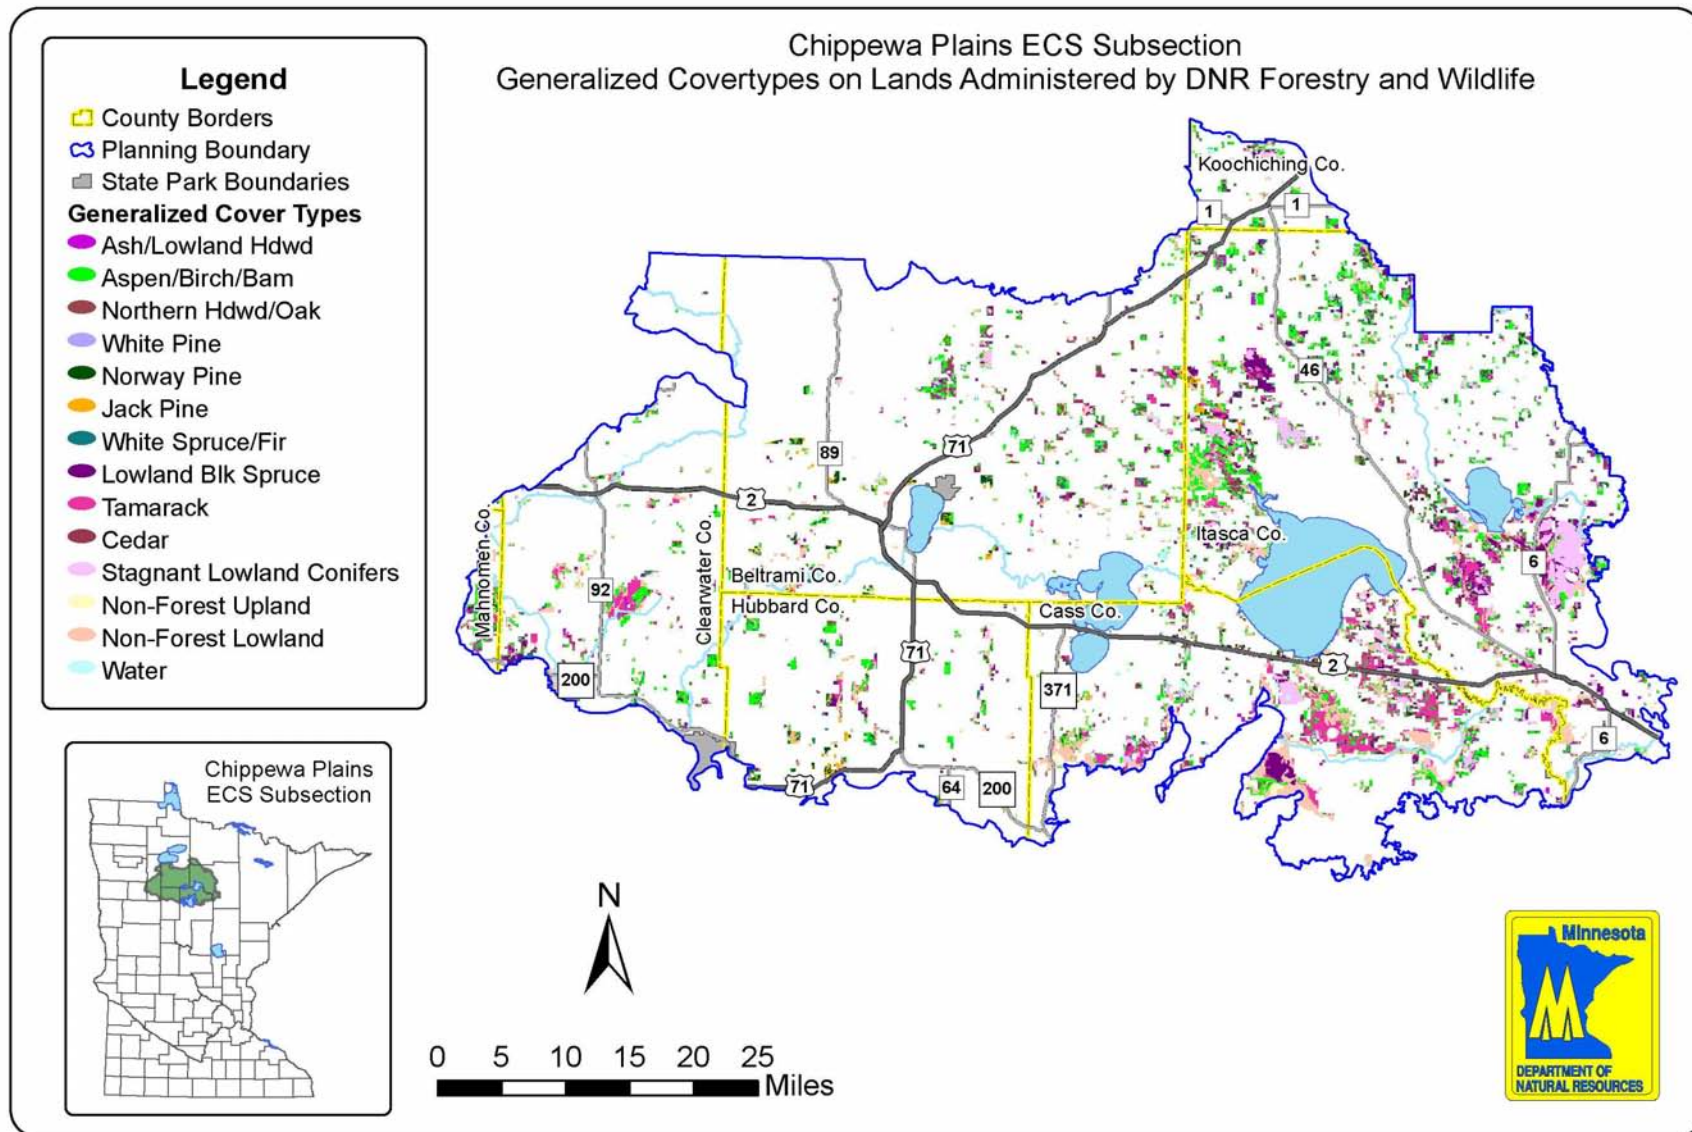 Chippewa Plains ECS Subsection
Generalized Covertypes on Lands Administered by DNR Forestry and Wildlife
Legend
County Borders
Planning Boundary
State Park Boundaries
Generalized Cover Types
Ash/Lowland Hdwd
Aspen/Birch/Bam
Northern Hdwd/Oak
White Pine
Norway Pine
Jack Pine
White Spruce/Fir
Lowland Blk Spruce
Tamarack
Cedar
Stagnant Lowland Conifers
Non-Forest Upland
Non-Forest Lowland
Water
Koochiching Co.
1
1
46
89
71
2
Mahnomen Co.
Clearwater Co.
Itasca Co.
6
92
Beltrami Co.
Hubbard Co.
Cass Co.
71
2
200
371
6
71
64
200
Chippewa Plains
ECS Subsection
N
0 5 10 15 20 25
Miles
Minnesota
DEPARTMENT OF
NATURAL RESOURCES